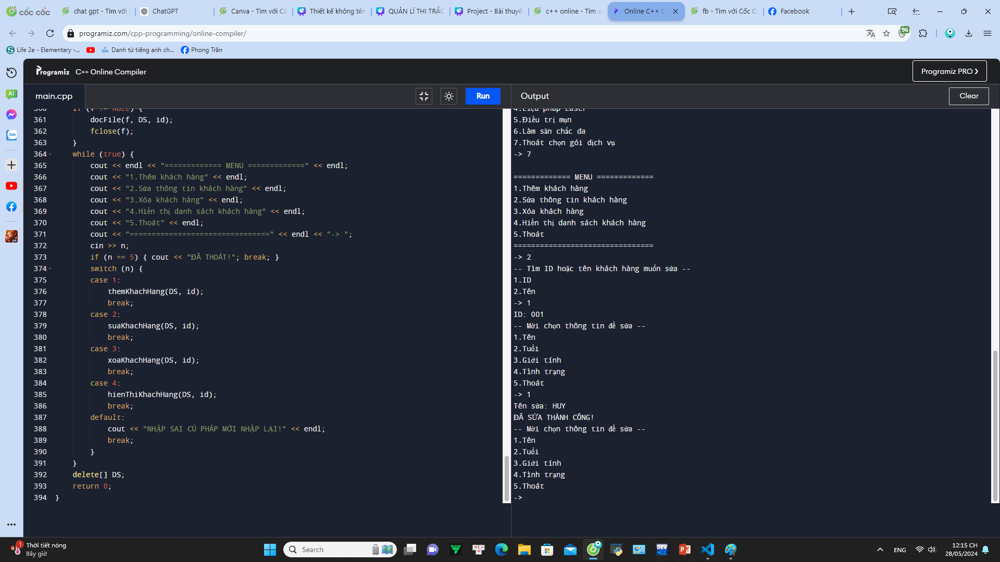 cốc cốc
chat gpt - Tìm với
ChatGPT
Canva - Tìm với Cố
Thiết kế không tên
QUẢN LÍ THI TRẮC
Project - Bài thuyết
c++ online - Tìm v
Online C++ C
fb - Tìm với Cốc Cố
Facebook
programiz.com/cpp-programming/online-compiler/
96
Life 2e - Elementary -...
Danh từ tiếng anh ch...
Phong Trần
Programiz
C++ Online Compiler
Programiz PRO ❯
AI
Zalo
main.cpp
Run
Output
Clear
360 if (f != NULL) {
361 docFile(f, DS, id);
362 fclose(f);
363 }
364 while (true) {
365 cout << endl << "============= MENU =============" << endl;
366 cout << "1.Thêm khách hàng" << endl;
367 cout << "2.Sửa thông tin khách hàng" << endl;
368 cout << "3.Xóa khách hàng" << endl;
369 cout << "4.Hiển thị danh sách khách hàng" << endl;
370 cout << "5.Thoát" << endl;
371 cout << "================================" << endl << "-> ";
372 cin >> n;
373 if (n == 5) { cout << "ĐÃ THOÁT!"; break; }
374 switch (n) {
375 case 1:
376 themKhachHang(DS, id);
377 break;
378 case 2:
379 suaKhachHang(DS, id);
380 break;
381 case 3:
382 xoaKhachHang(DS, id);
383 break;
384 case 4:
385 hienThiKhachHang(DS, id);
386 break;
387 default:
388 cout << "NHẬP SAI CÚ PHÁP MỜI NHẬP LẠI!" << endl;
389 break;
390 }
391 }
392 delete[] DS;
393 return 0;
394 }
4.Liệu pháp Laser
5.Điều trị mụn
6.Làm săn chắc da
7.Thoát chọn gói dịch vụ
-> 7
============= MENU =============
1.Thêm khách hàng
2.Sửa thông tin khách hàng
3.Xóa khách hàng
4.Hiển thị danh sách khách hàng
5.Thoát
================================
-> 2
-- Tìm ID hoặc tên khách hàng muốn sửa --
1.ID
2.Tên
-> 1
ID: 001
-- Mời chọn thông tin để sửa --
1.Tên
2.Tuổi
3.Giới tính
4.Tình trạng
5.Thoát
-> 1
Tên sửa: HUY
ĐÃ SỬA THÀNH CÔNG!
-- Mời chọn thông tin để sửa --
1.Tên
2.Tuổi
3.Giới tính
4.Tình trạng
5.Thoát
->
1
Thời tiết nóng
Bây giờ
Search
DEV
ENG
12:15 CH
28/05/2024